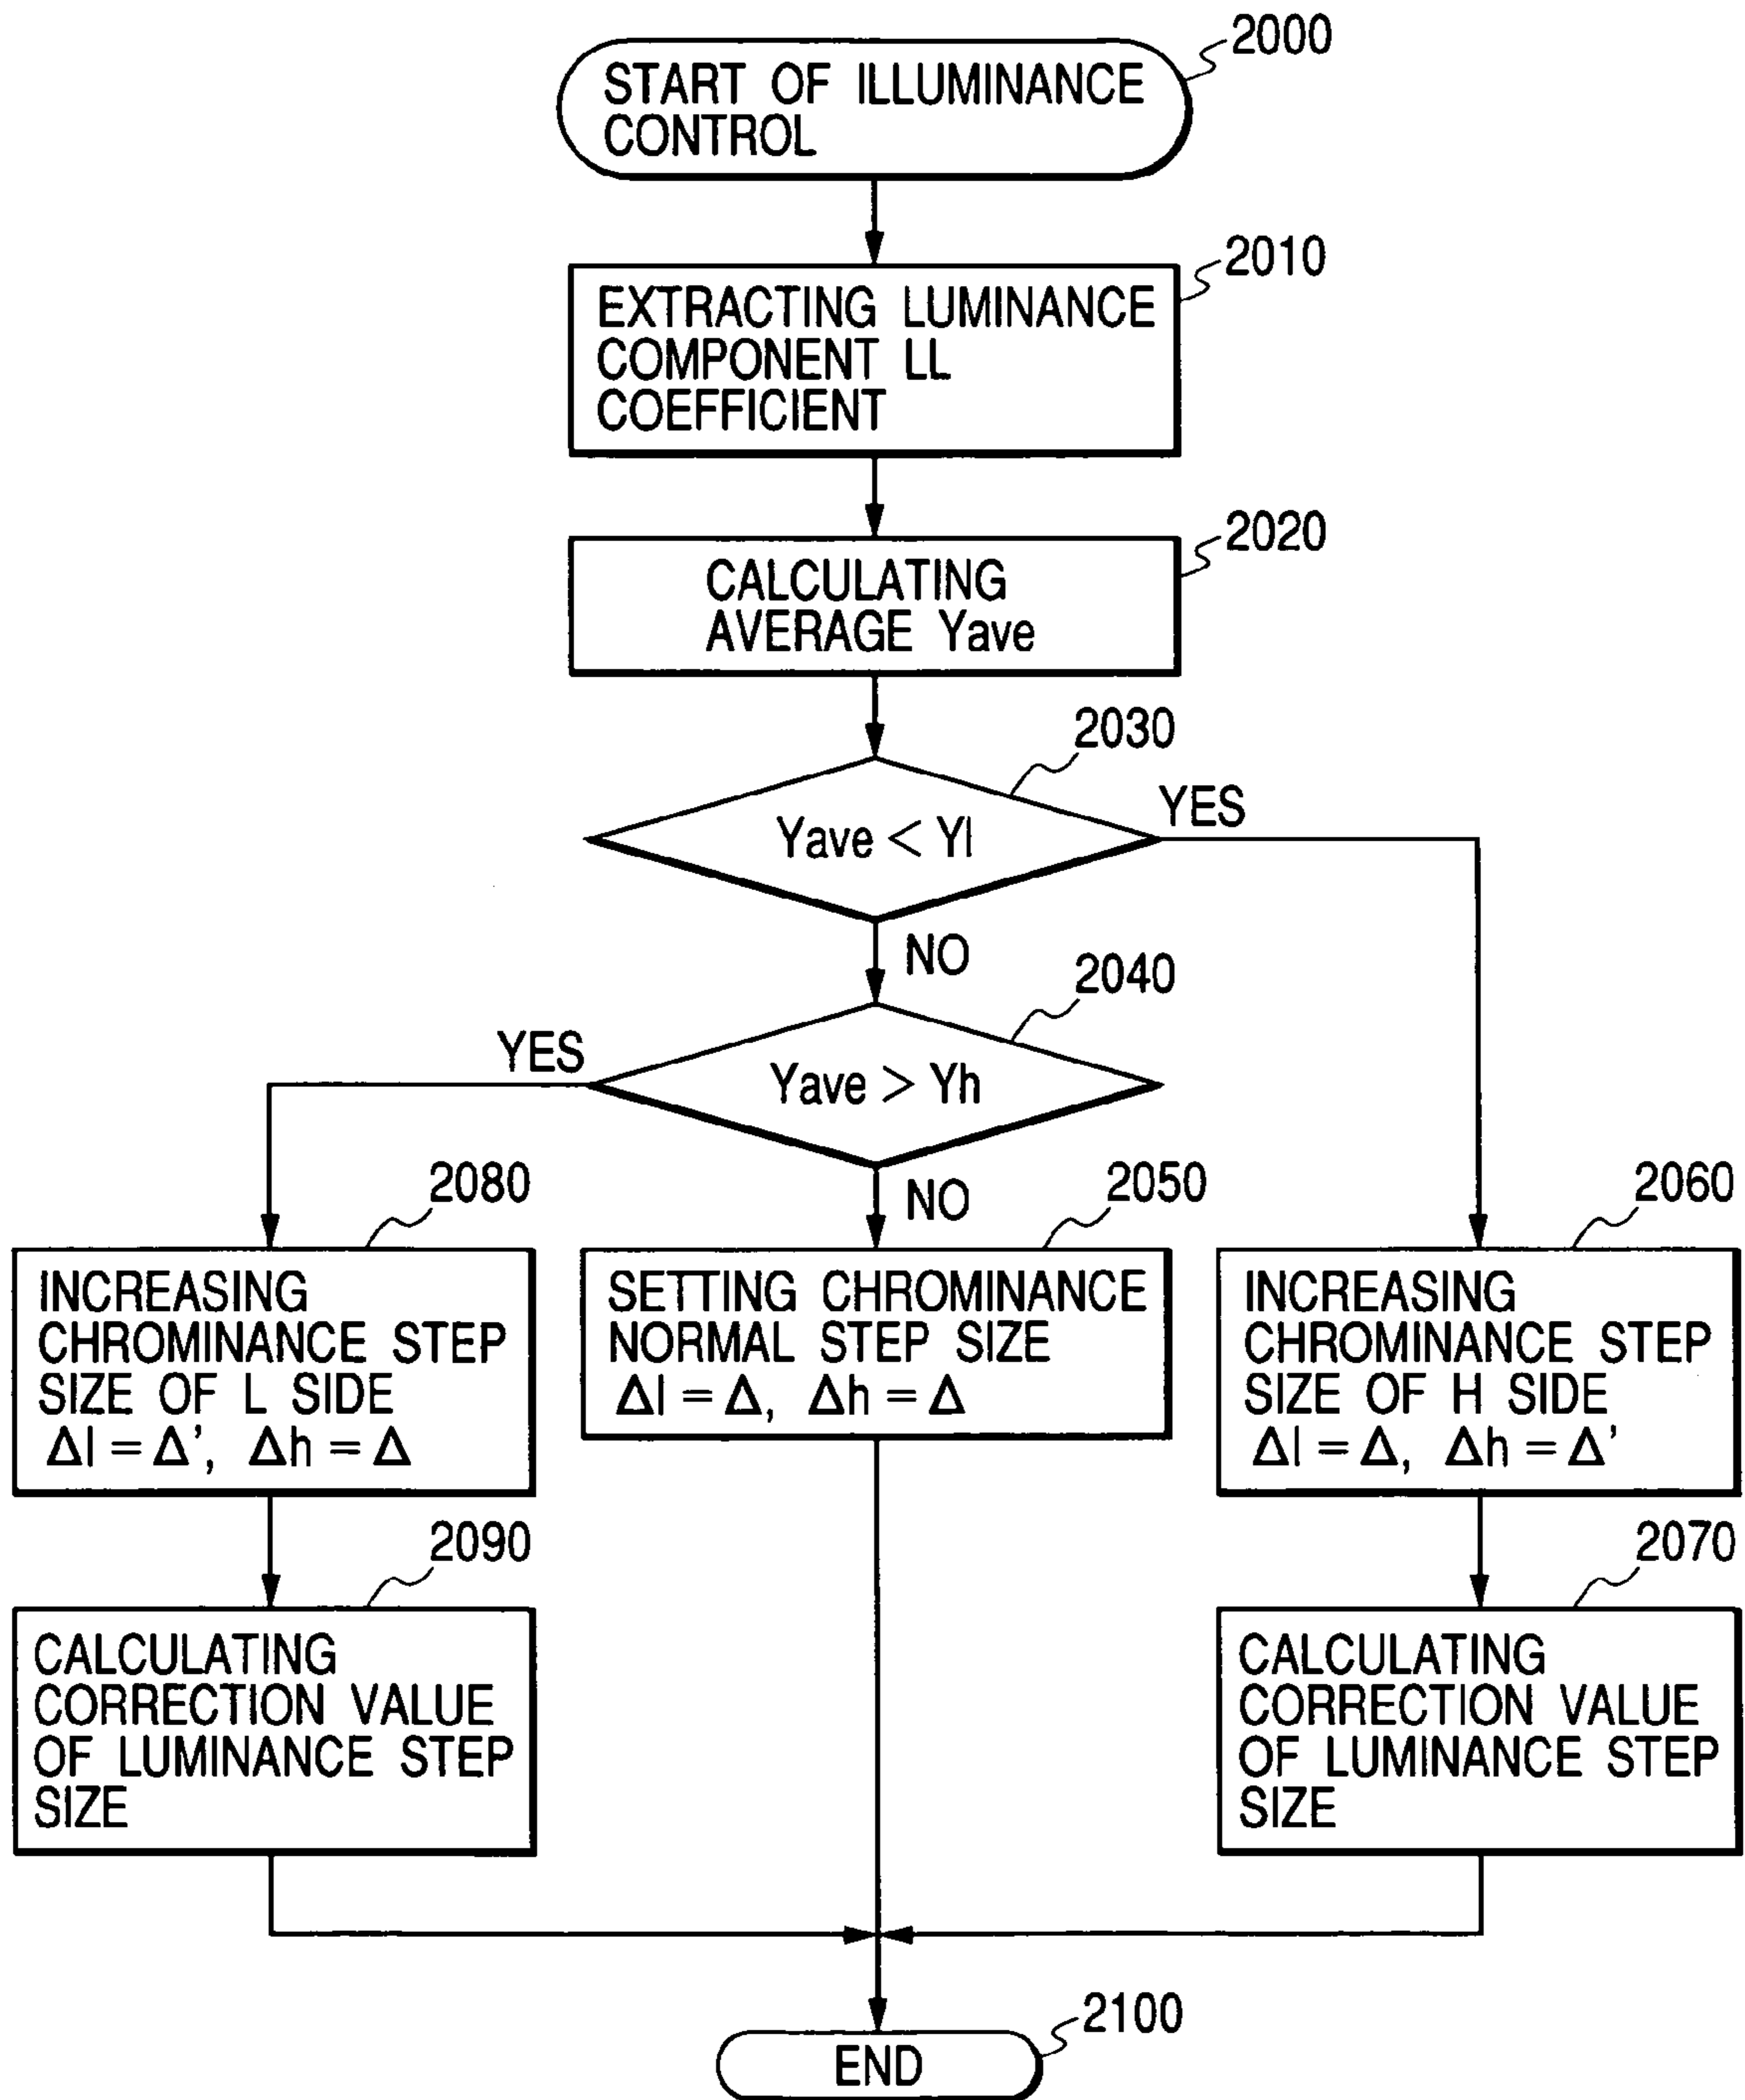 2000
START OF ILLUMINANCE
CONTROL
2010
EXTRACTING LUMINANCE
COMPONENT LL
COEFFICIENT
2020
CALCULATING
AVERAGE Yave
2030
Yave < Yl
YES
NO
2040
Yave > Yh
YES
NO
2080
INCREASING
CHROMINANCE STEP
SIZE OF L SIDE
Δl = Δ', Δh = Δ
2050
SETTING CHROMINANCE
NORMAL STEP SIZE
Δl = Δ, Δh = Δ
2060
INCREASING
CHROMINANCE STEP
SIZE OF H SIDE
Δl = Δ, Δh = Δ'
2090
CALCULATING
CORRECTION VALUE
OF LUMINANCE STEP
SIZE
2070
CALCULATING
CORRECTION VALUE
OF LUMINANCE STEP
SIZE
2100
END